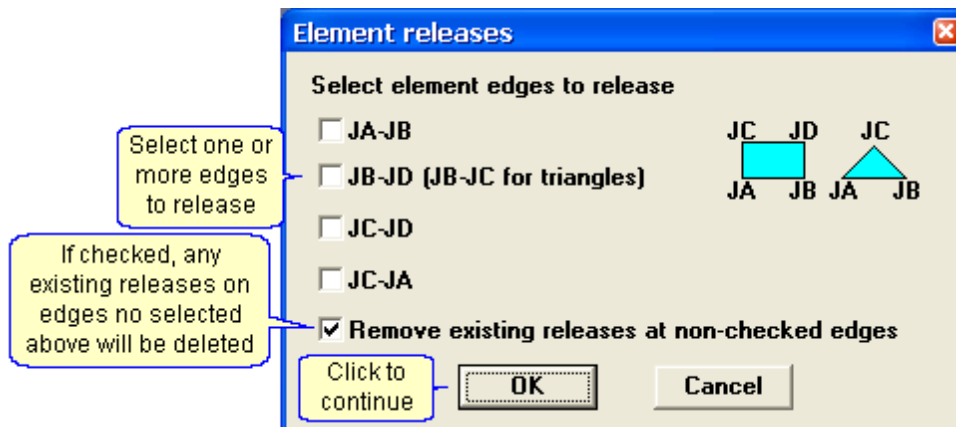 Element releases
Select element edges to release
JA-JB
JB-JD (JB-JC for triangles)
JC-JD
JC-JA
Remove existing releases at non-checked edges
OK
Cancel
JC JD JC
JA JB JA JB
Select one or
more edges
to release
If checked, any
existing releases on
edges no selected
above will be deleted
Click to
continue